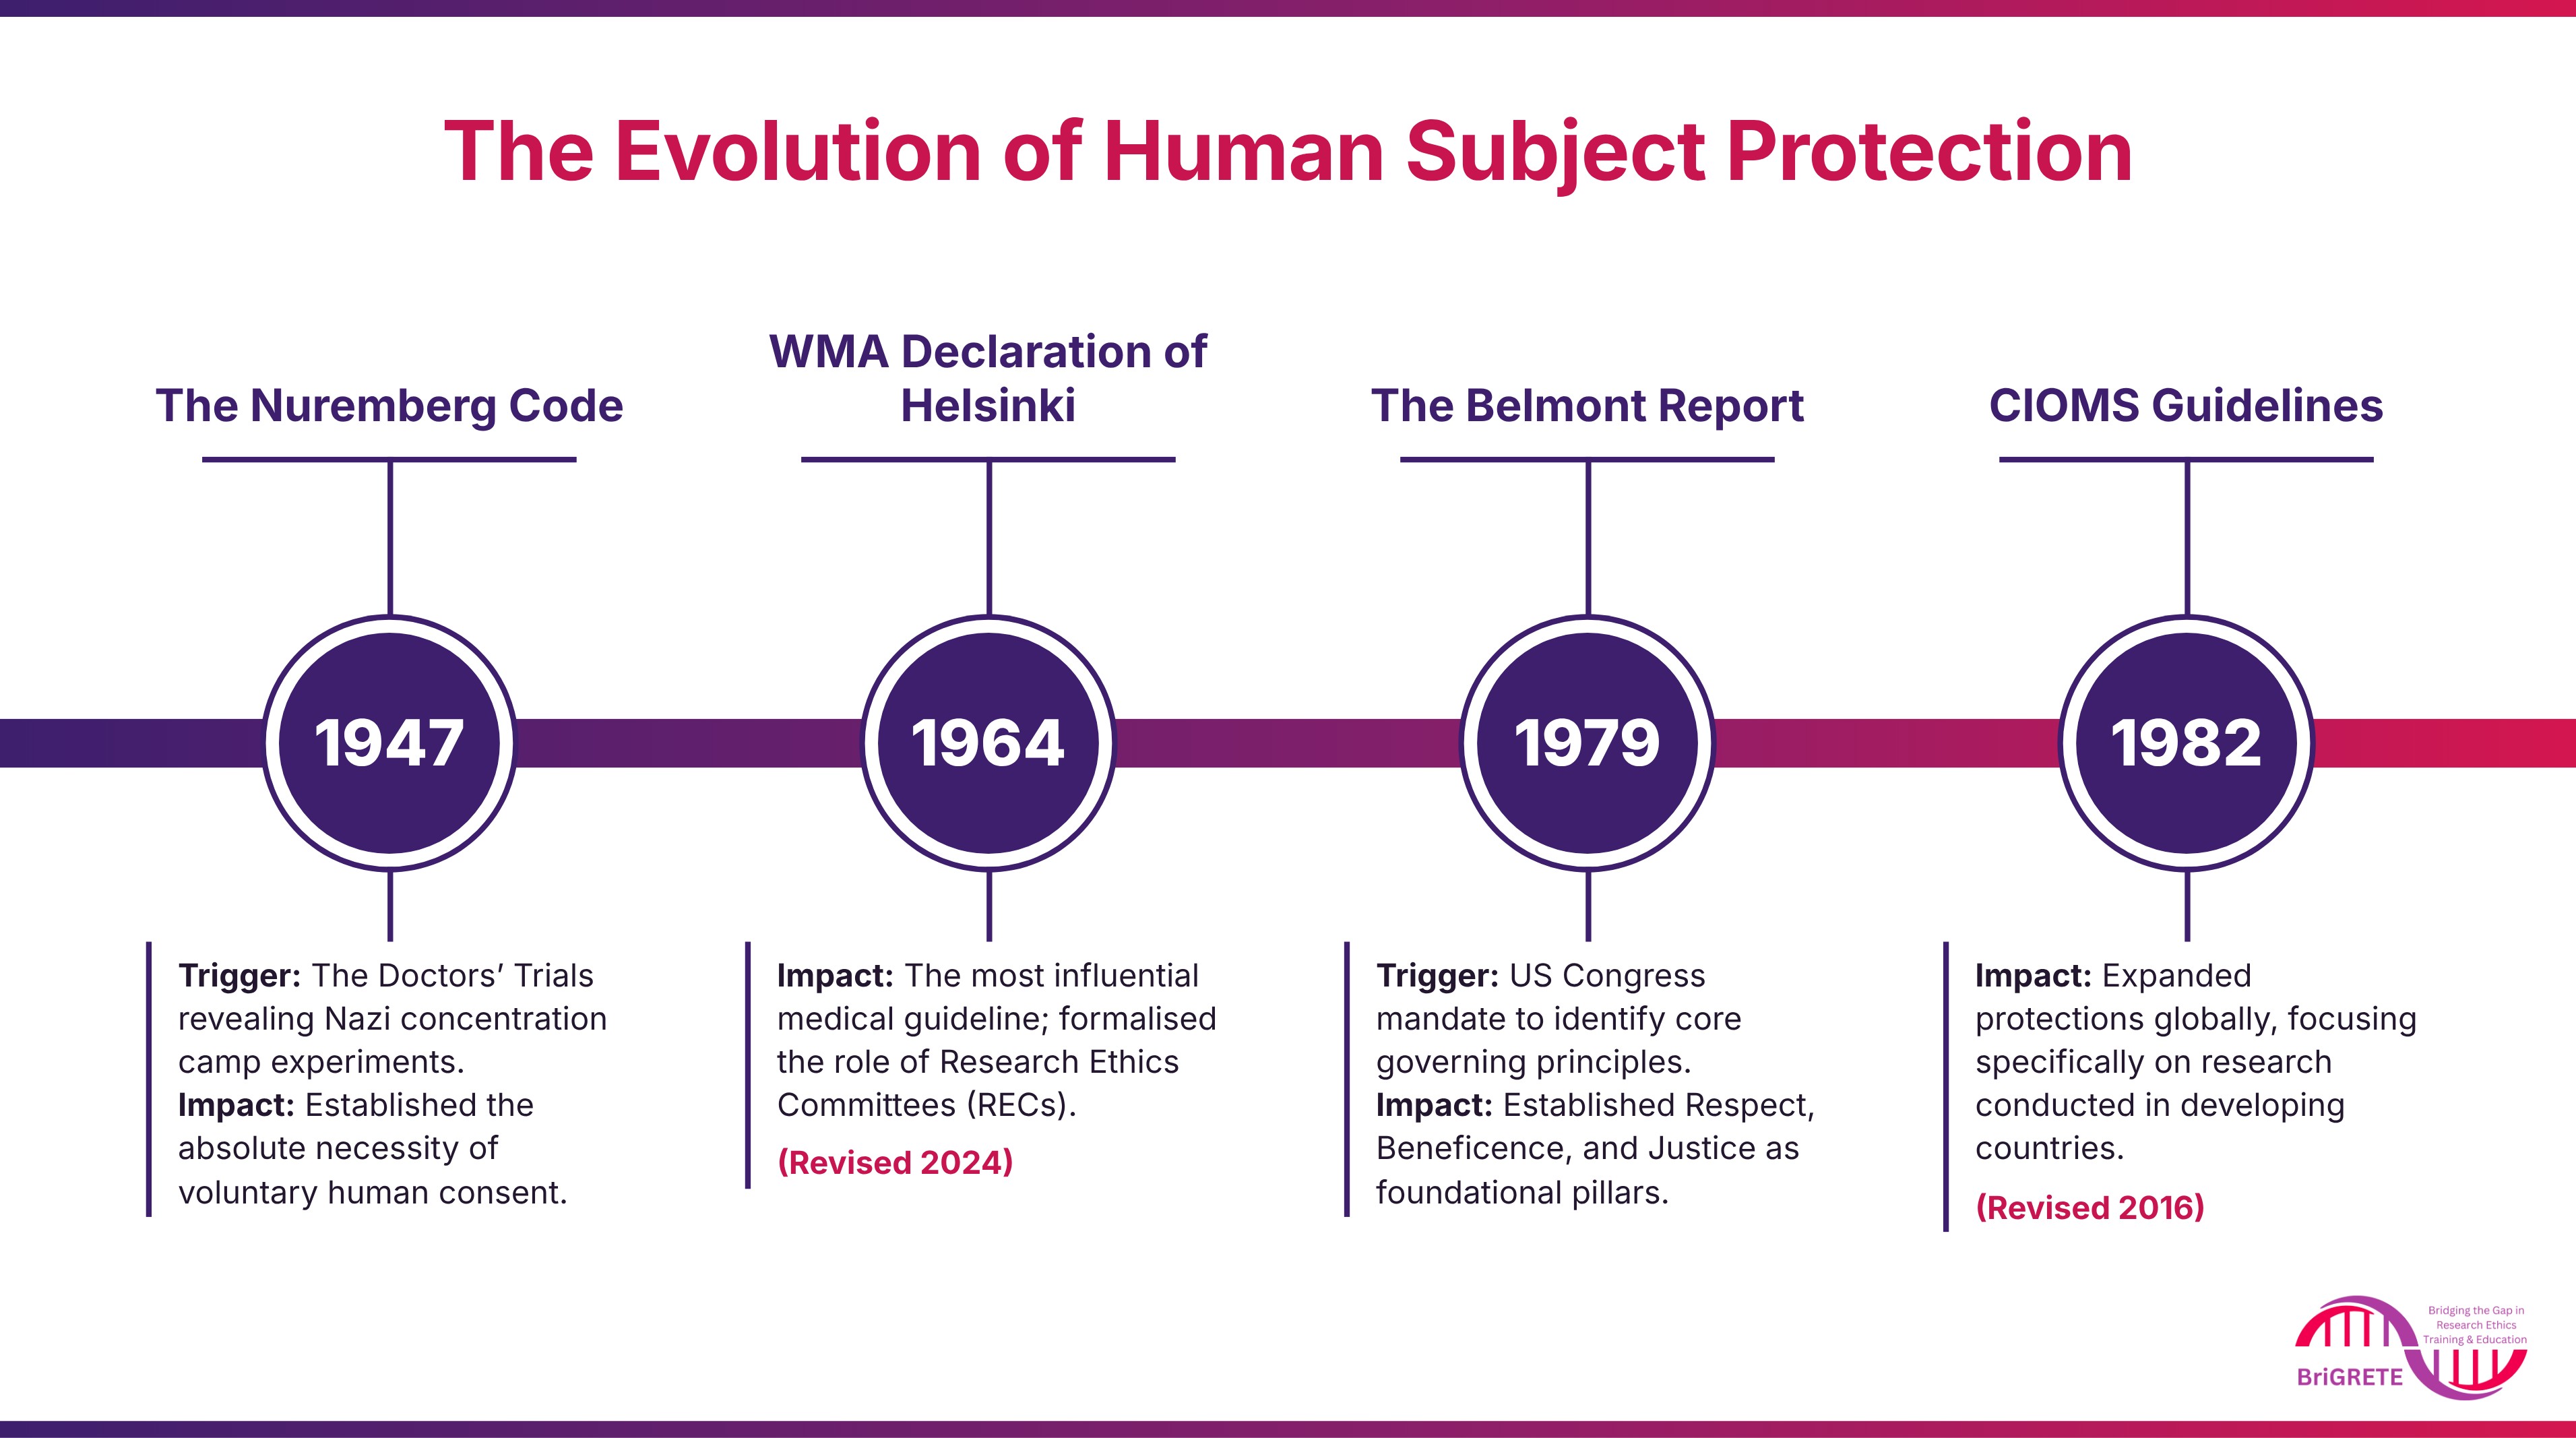 The Evolution of Human Subject Protection
The Nuremberg Code
WMA Declaration of
Helsinki
The Belmont Report
CIOMS Guidelines
1947
1964
1979
1982
Trigger: The Doctors’ Trials
revealing Nazi concentration
camp experiments.
Impact: Established the
absolute necessity of
voluntary human consent.
Impact: The most influential
medical guideline; formalised
the role of Research Ethics
Committees (RECs).
(Revised 2024)
Trigger: US Congress
mandate to identify core
governing principles.
Impact: Established Respect,
Beneficence, and Justice as
foundational pillars.
Impact: Expanded
protections globally, focusing
specifically on research
conducted in developing
countries.
(Revised 2016)
Bridging the Gap in
Research Ethics
Training & Education
BriGRETE